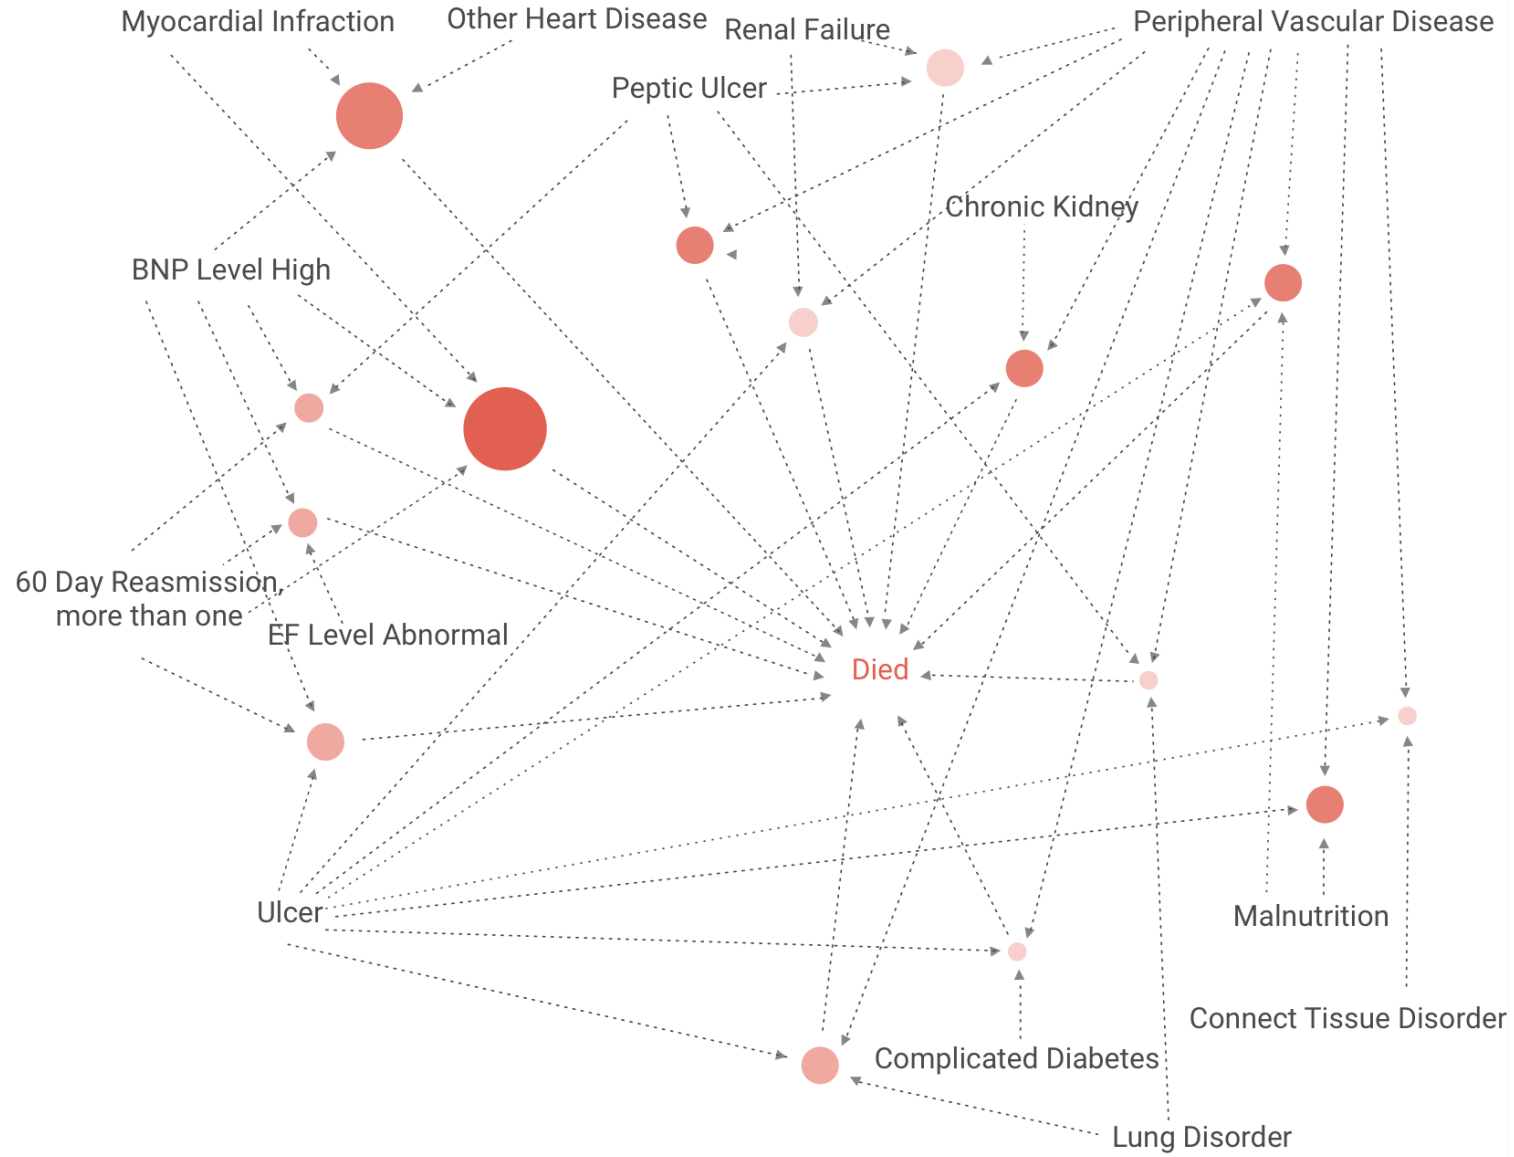 Myocardial Infraction
Other Heart Disease
Renal Failure
Peripheral Vascular Disease
Peptic Ulcer
Chronic Kidney
BNP Level High
60 Day Reasmission,
more than one
EF Level Abnormal
Died
Ulcer
Malnutrition
Connect Tissue Disorder
Complicated Diabetes
Lung Disorder